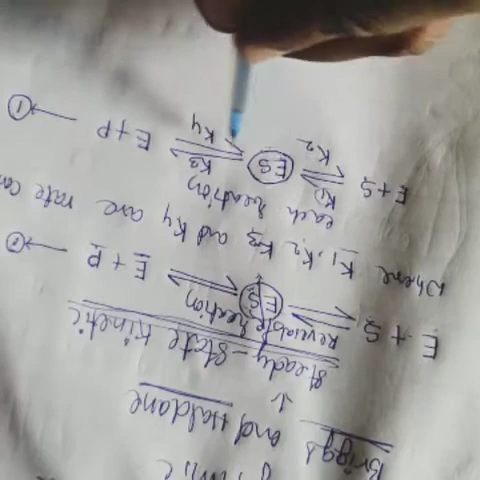 Briggs and Haldane
↓
Steady-State Kinetic
Reversible Reaction
E + S ⇌ ES ⇌ E + P
where K1, K2 K3 and K4 are rate con
each reaction
K1 K3
E+S ⇌ ES ⇌ E+P → ①
K2 K4